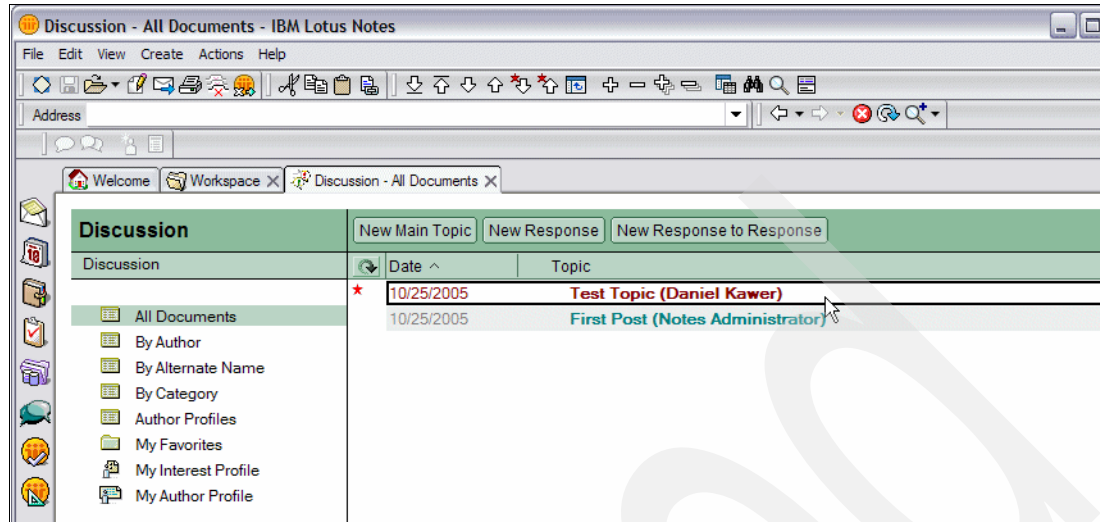 Discussion - All Documents - IBM Lotus Notes
File Edit View Create Actions Help
Address
Welcome Workspace Discussion - All Documents
Discussion New Main Topic New Response New Response to Response
Discussion Date Topic
10/25/2005 Test Topic (Daniel Kawer)
All Documents 10/25/2005 First Post (Notes Administrator)
By Author
By Alternate Name
By Category
Author Profiles
My Favorites
My Interest Profile
My Author Profile